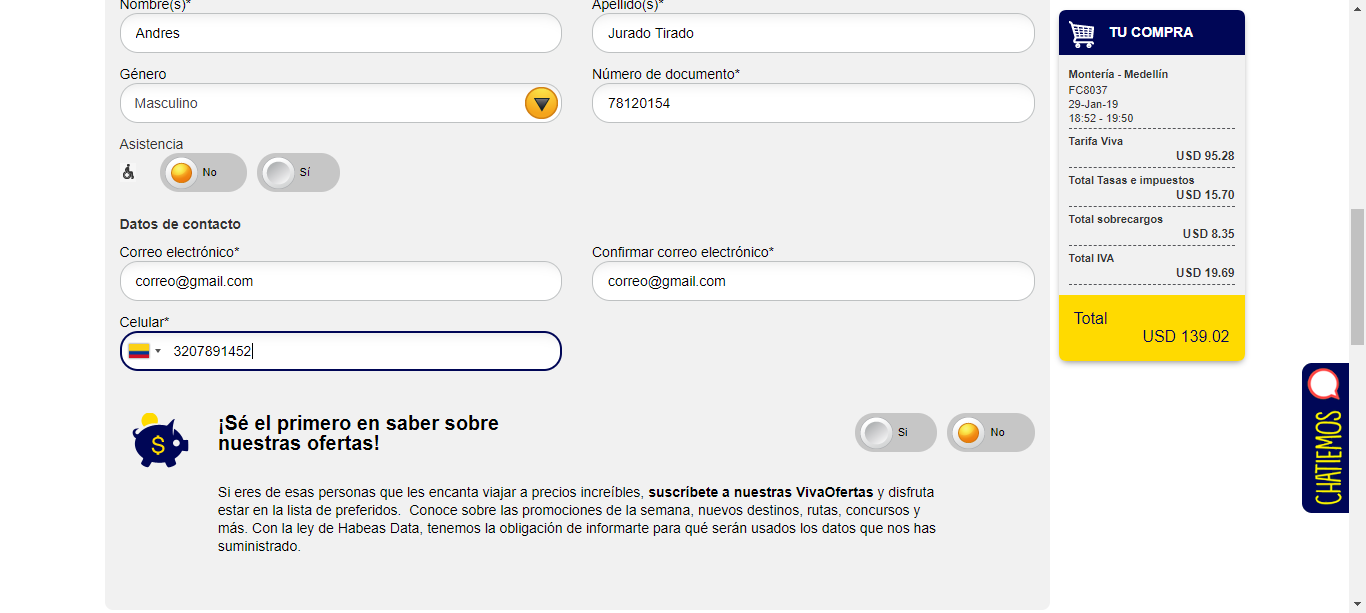 Nombre(s)*
Apellido(s)*
Andres
Jurado Tirado
Género
Número de documento*
Masculino
78120154
Asistencia
No
Sí
Datos de contacto
Correo electrónico*
Confirmar correo electrónico*
correo@gmail.com
correo@gmail.com
Celular*
3207891452
$
¡Sé el primero en saber sobre
nuestras ofertas!
Si
No
Si eres de esas personas que les encanta viajar a precios increíbles, suscríbete a nuestras VivaOfertas y disfruta
estar en la lista de preferidos.  Conoce sobre las promociones de la semana, nuevos destinos, rutas, concursos y
más. Con la ley de Habeas Data, tenemos la obligación de informarte para qué serán usados los datos que nos has
suministrado.
TU COMPRA
Montería - Medellín
FC8037
29-Jan-19
18:52 - 19:50
Tarifa Viva
USD 95.28
Total Tasas e impuestos
USD 15.70
Total sobrecargos
USD 8.35
Total IVA
USD 19.69
Total
USD 139.02
CHATIEMOS